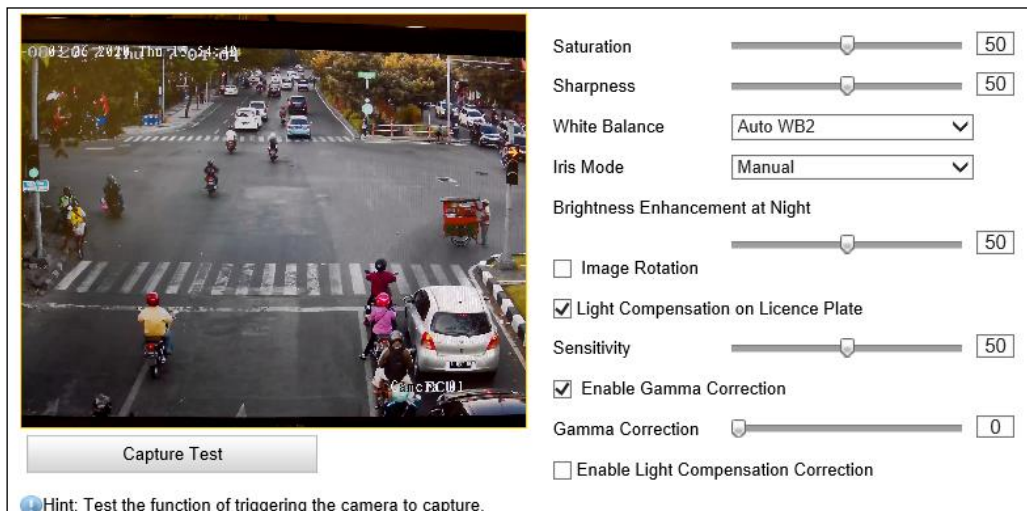 Saturation 50
Sharpness 50
White Balance Auto WB2
Iris Mode Manual
Brightness Enhancement at Night
50
Image Rotation
Light Compensation on Licence Plate
Sensitivity 50
Enable Gamma Correction
Gamma Correction 0
Enable Light Compensation Correction
Capture Test
Hint: Test the function of triggering the camera to capture.